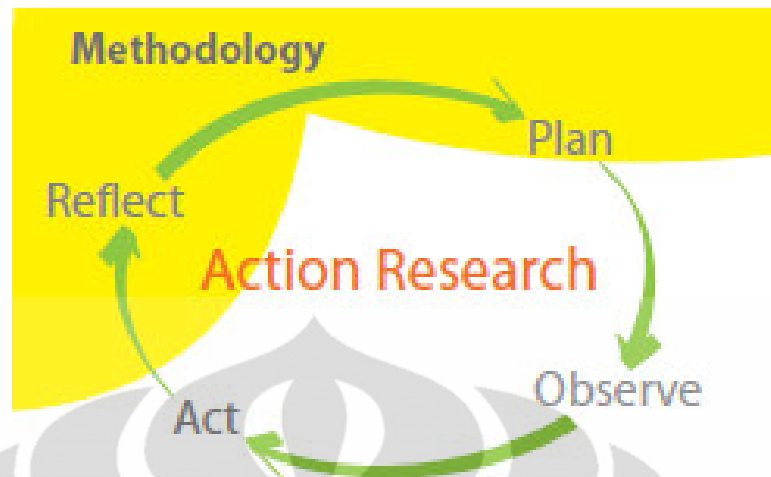 Methodology
Plan
Reflect
Action Research
Observe
Act